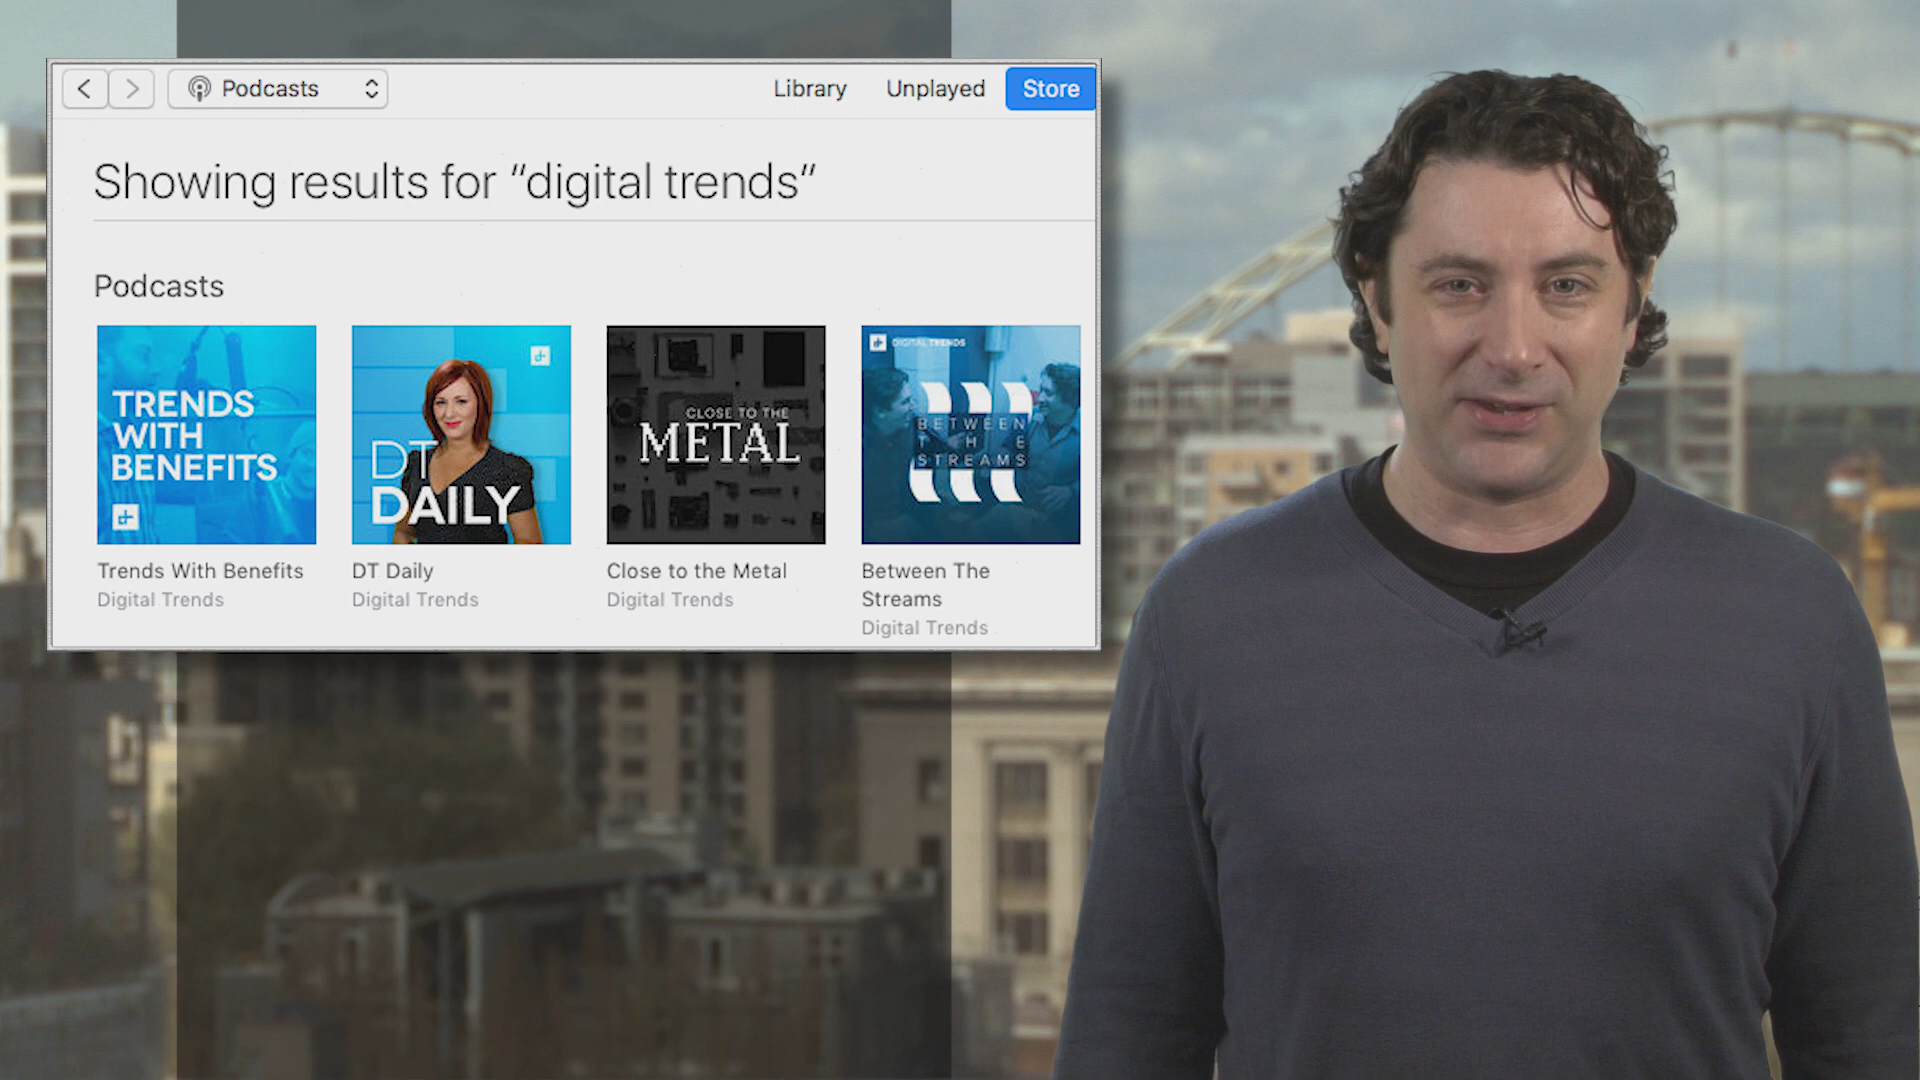 Podcasts
Library
Unplayed
Store
Showing results for “digital trends”
Podcasts
TRENDS
WITH
BENEFITS
DT
DAILY
CLOSE TO THE
METAL
DIGITAL TRENDS
BETWEEN
THE
STREAMS
Trends With Benefits
Digital Trends
DT Daily
Digital Trends
Close to the Metal
Digital Trends
Between The
Streams
Digital Trends